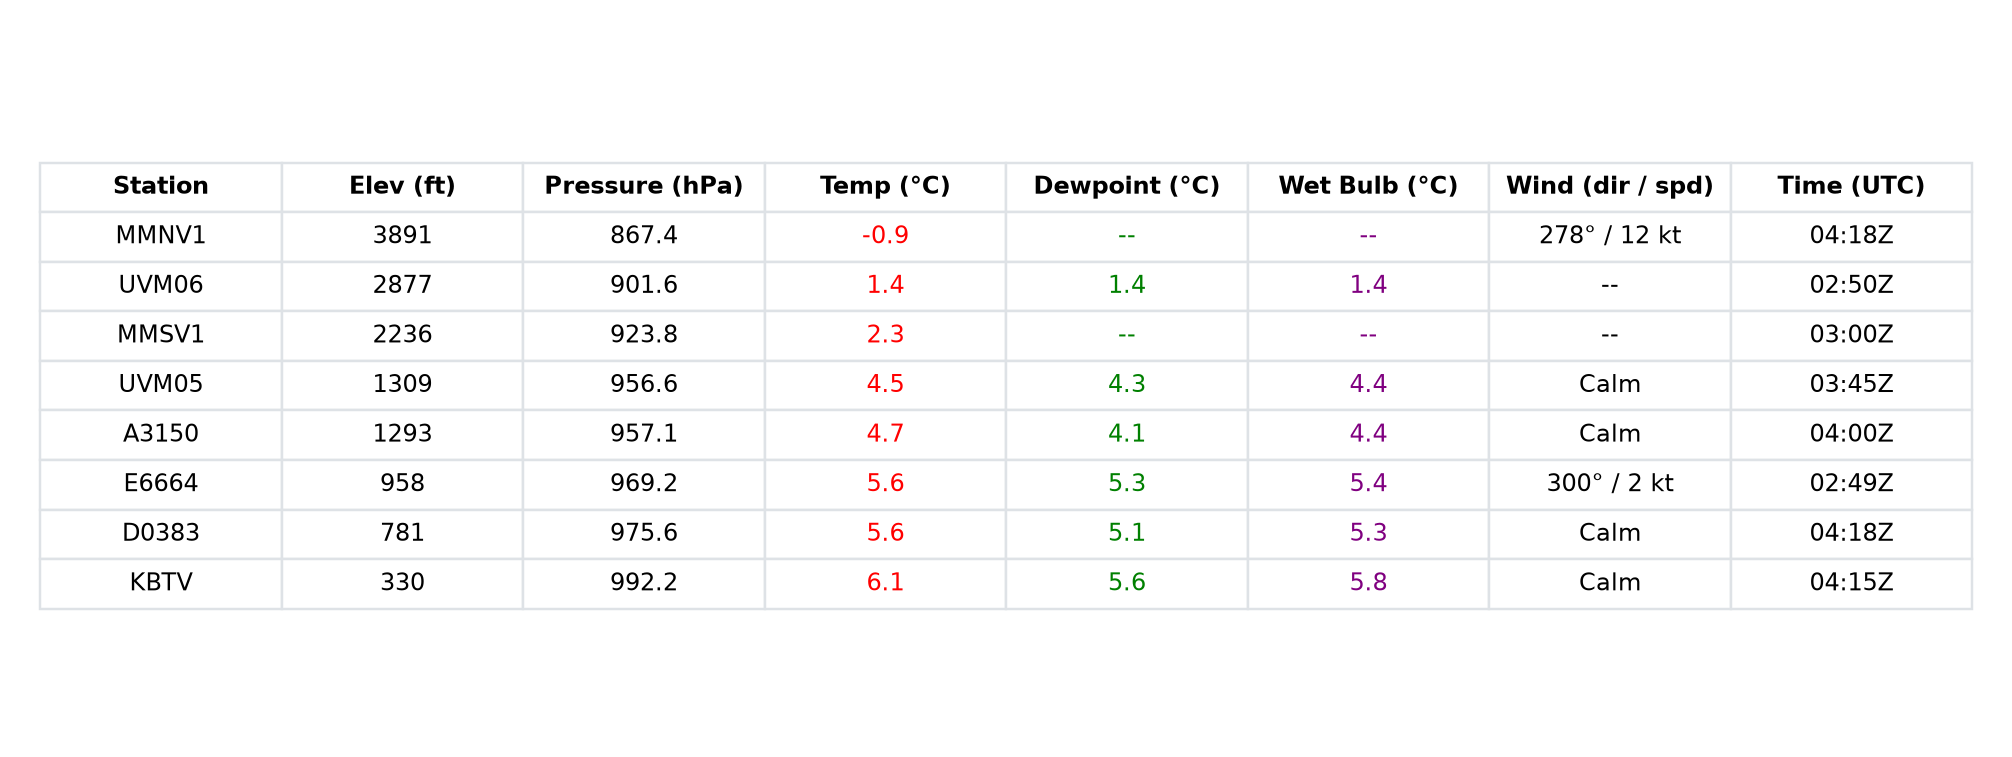 Station Elev (ft) Pressure (hPa) Temp (°C) Dewpoint (°C) Wet Bulb (°C) Wind (dir / spd) Time (UTC)
MMNV1 3891 867.4 -0.9 -- -- 278° / 12 kt 04:18Z
UVM06 2877 901.6 1.4 1.4 1.4 -- 02:50Z
MMSV1 2236 923.8 2.3 -- -- -- 03:00Z
UVM05 1309 956.6 4.5 4.3 4.4 Calm 03:45Z
A3150 1293 957.1 4.7 4.1 4.4 Calm 04:00Z
E6664 958 969.2 5.6 5.3 5.4 300° / 2 kt 02:49Z
D0383 781 975.6 5.6 5.1 5.3 Calm 04:18Z
KBTV 330 992.2 6.1 5.6 5.8 Calm 04:15Z